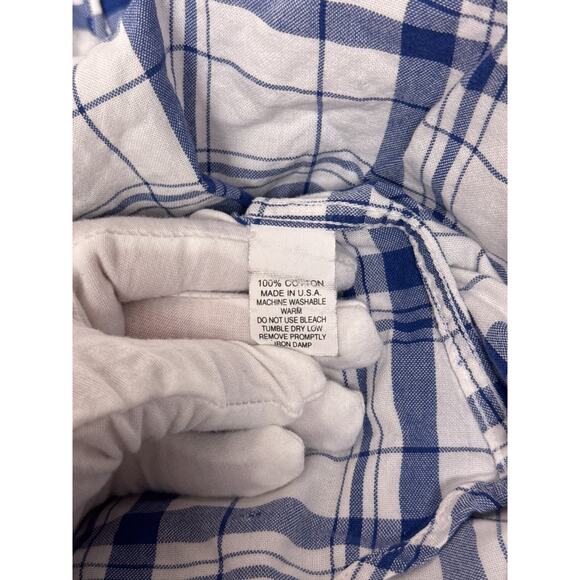 100% COTTON
MADE IN U.S.A.
MACHINE WASHABLE
WARM
DO NOT USE BLEACH
TUMBLE DRY LOW
REMOVE PROMPTLY
IRON DAMP